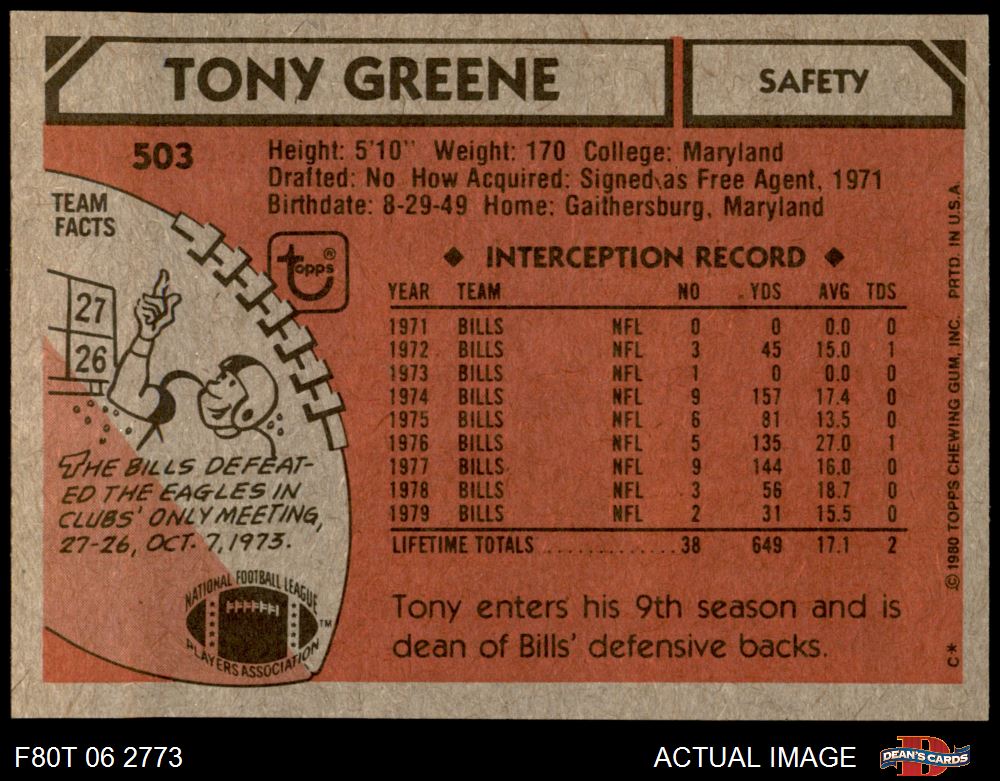 TONY GREENE
SAFETY
503
Height: 5'10" Weight: 170 College: Maryland
Drafted: No How Acquired: Signed as Free Agent, 1971
Birthdate: 8-29-49 Home: Gaithersburg, Maryland
TEAM
FACTS
27
26
THE BILLS DEFEAT-
ED THE EAGLES IN
CLUBS' ONLY MEETING,
27-26, OCT. 7, 1973.
NATIONAL FOOTBALL LEAGUE
PLAYERS ASSOCIATION
TM
topps ®
◆ INTERCEPTION RECORD ◆
YEAR TEAM NO YDS AVG TDS
1971 BILLS NFL 0 0 0.0 0
1972 BILLS NFL 3 45 15.0 1
1973 BILLS NFL 1 0 0.0 0
1974 BILLS NFL 9 157 17.4 0
1975 BILLS NFL 6 81 13.5 0
1976 BILLS NFL 5 135 27.0 1
1977 BILLS NFL 9 144 16.0 0
1978 BILLS NFL 3 56 18.7 0
1979 BILLS NFL 2 31 15.5 0
LIFETIME TOTALS .............. 38 649 17.1 2
Tony enters his 9th season and is
dean of Bills' defensive backs.
C* © 1980 TOPPS CHEWING GUM, INC. PRTD. IN U.S.A.
F80T 06 2773
ACTUAL IMAGE
DEAN'S CARDS